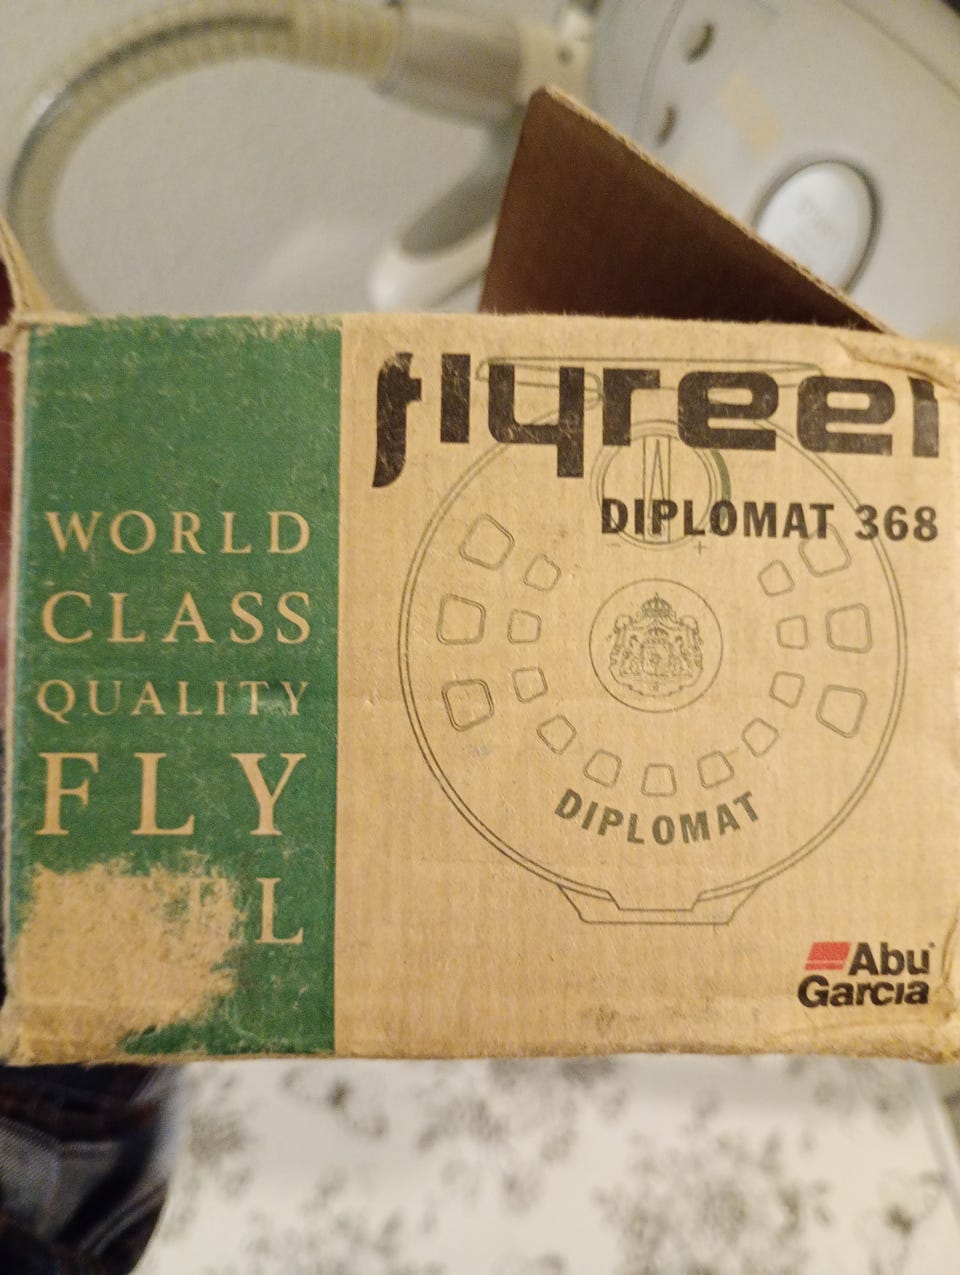 flyreel
DIPLOMAT 368
WORLD
CLASS
QUALITY
FLY
DIPLOMAT
Abu
Garcia